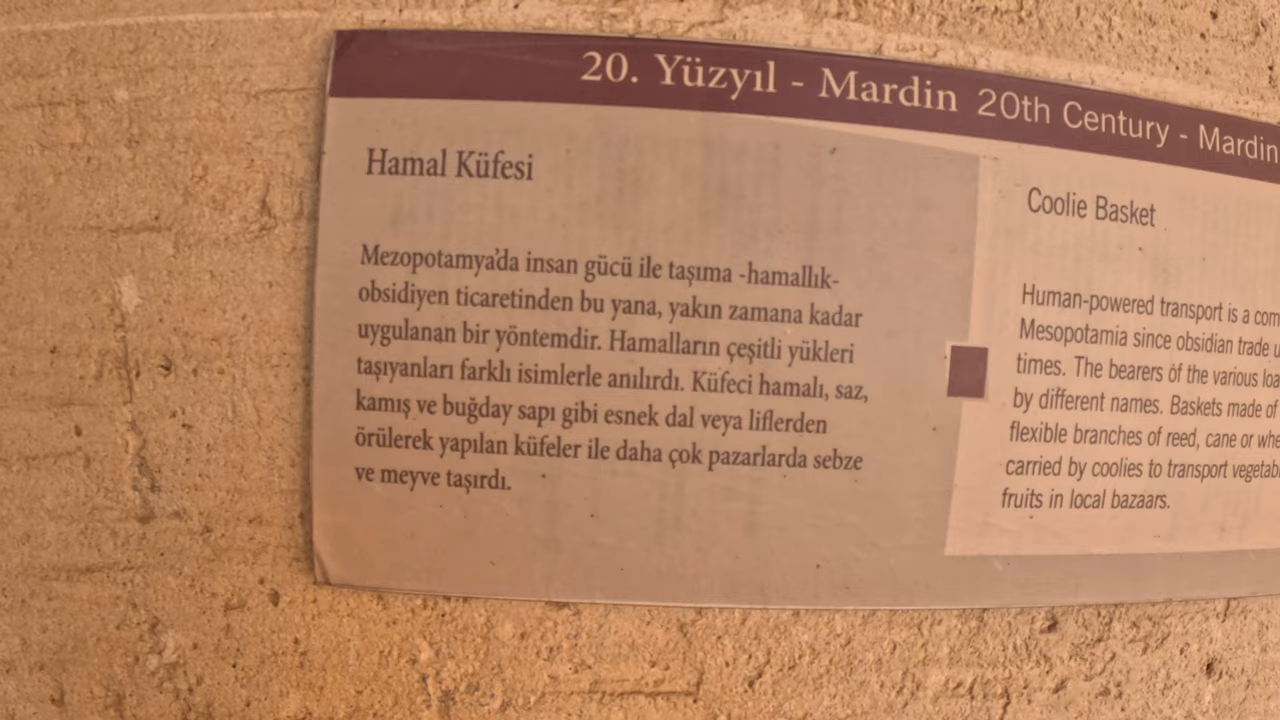 20. Yüzyıl - Mardin 20th Century - Mardin
Hamal Küfesi
Mezopotamya'da insan gücü ile taşıma -hamallık-
obsidiyen ticaretinden bu yana, yakın zamana kadar
uygulanan bir yöntemdir. Hamalların çeşitli yükleri
taşıyanları farklı isimlerle anılırdı. Küfeci hamalı, saz,
kamış ve buğday sapı gibi esnek dal veya liflerden
örülerek yapılan küfeler ile daha çok pazarlarda sebze
ve meyve taşırdı.
Coolie Basket
Human-powered transport is a
Mesopotamia since obsidian trade
times. The bearers of the various
by different names. Baskets made of
flexible branches of reed, cane or
carried by coolies to transport
fruits in local bazaars.